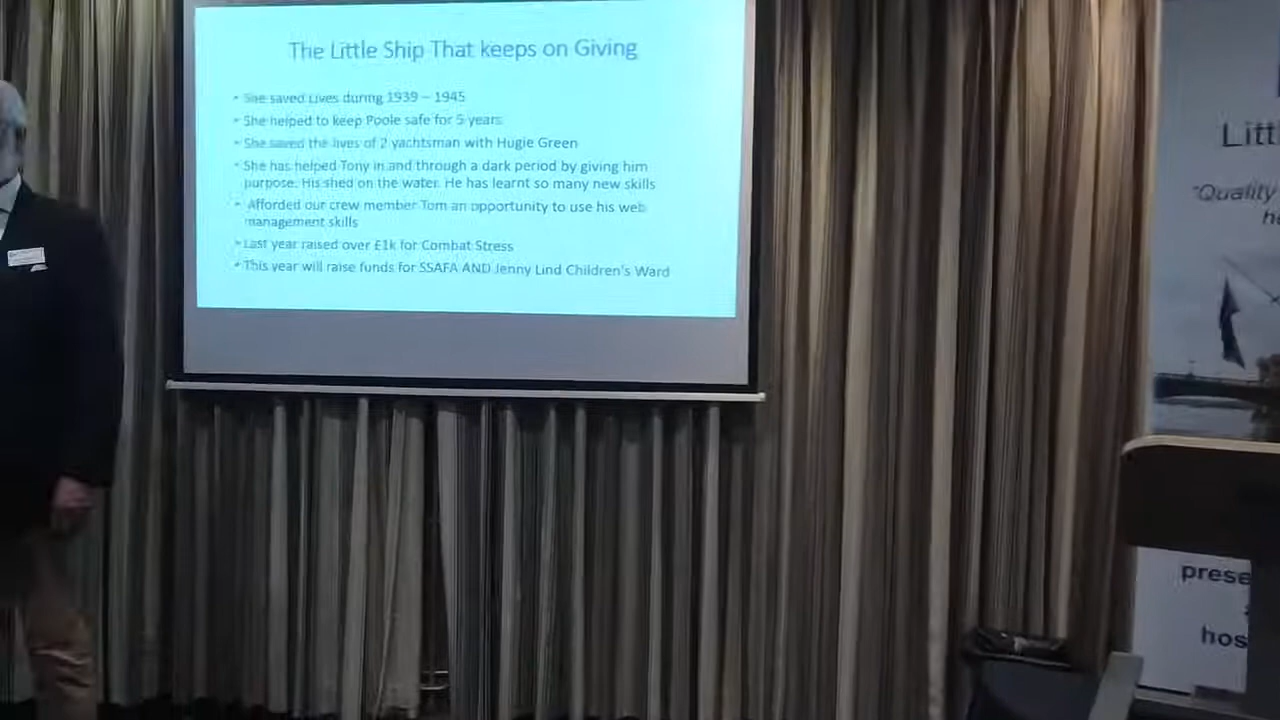 The Little Ship That keeps on Giving
• She saved Lives during 1939 – 1945
• She helped to keep Poole safe for 5 years
• She saved the lives of 2 yachtsman with Hugie Green
• She has helped Tony in and through a dark period by giving him
purpose. His shed on the water. He has learnt so many new skills
• Afforded our crew member Tom an opportunity to use his web
management skills
• Last year raised over £1k for Combat Stress
• This year will raise funds for SSAFA AND Jenny Lind Children's Ward
Litt
"Quality
h
prese
hos